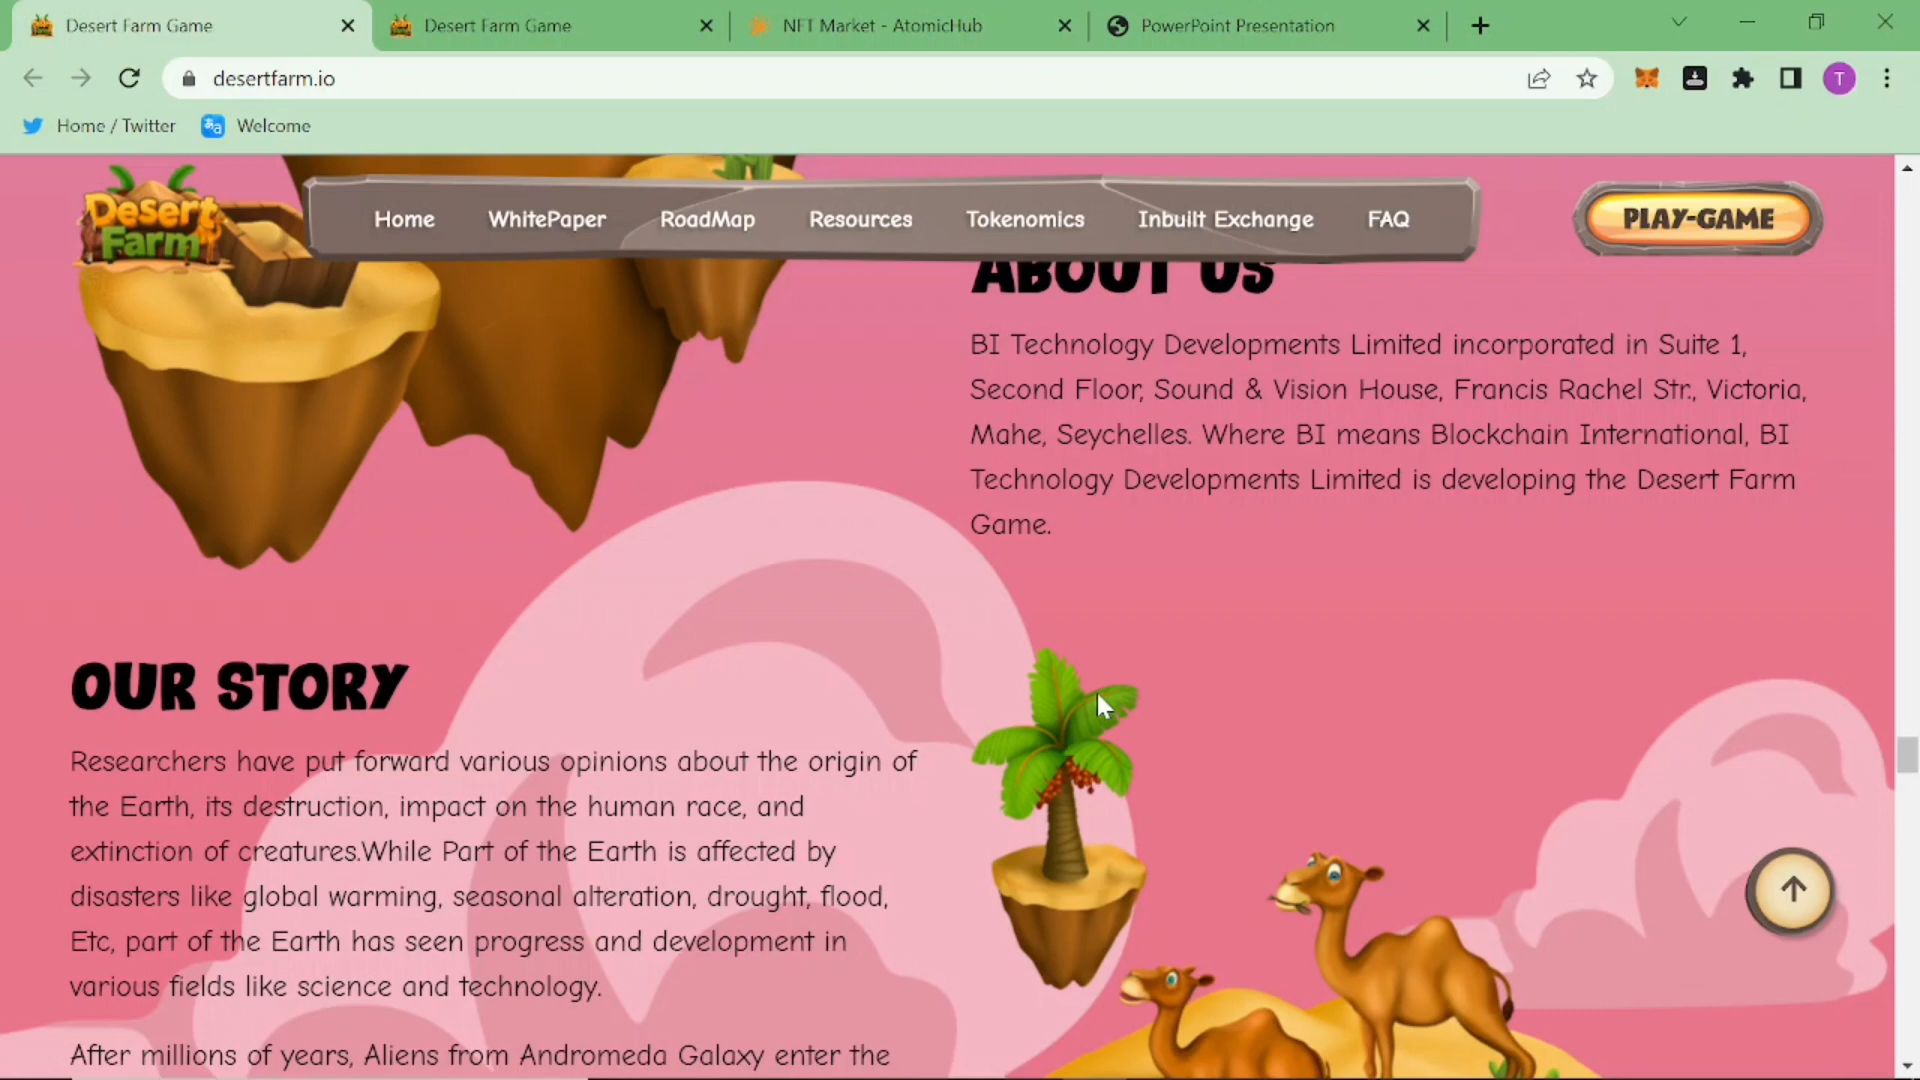 Desert Farm Game
Desert Farm Game
NFT Market - AtomicHub
PowerPoint Presentation
desertfarm.io
T
Home / Twitter
Welcome
Desert
Farm
Home
WhitePaper
RoadMap
Resources
Tokenomics
Inbuilt Exchange
FAQ
PLAY-GAME
ABOUT US
BI Technology Developments Limited incorporated in Suite 1,
Second Floor, Sound & Vision House, Francis Rachel Str., Victoria,
Mahe, Seychelles. Where BI means Blockchain International, BI
Technology Developments Limited is developing the Desert Farm
Game.
OUR STORY
Researchers have put forward various opinions about the origin of
the Earth, its destruction, impact on the human race, and
extinction of creatures.While Part of the Earth is affected by
disasters like global warming, seasonal alteration, drought, flood,
Etc, part of the Earth has seen progress and development in
various fields like science and technology.
After millions of years, Aliens from Andromeda Galaxy enter the